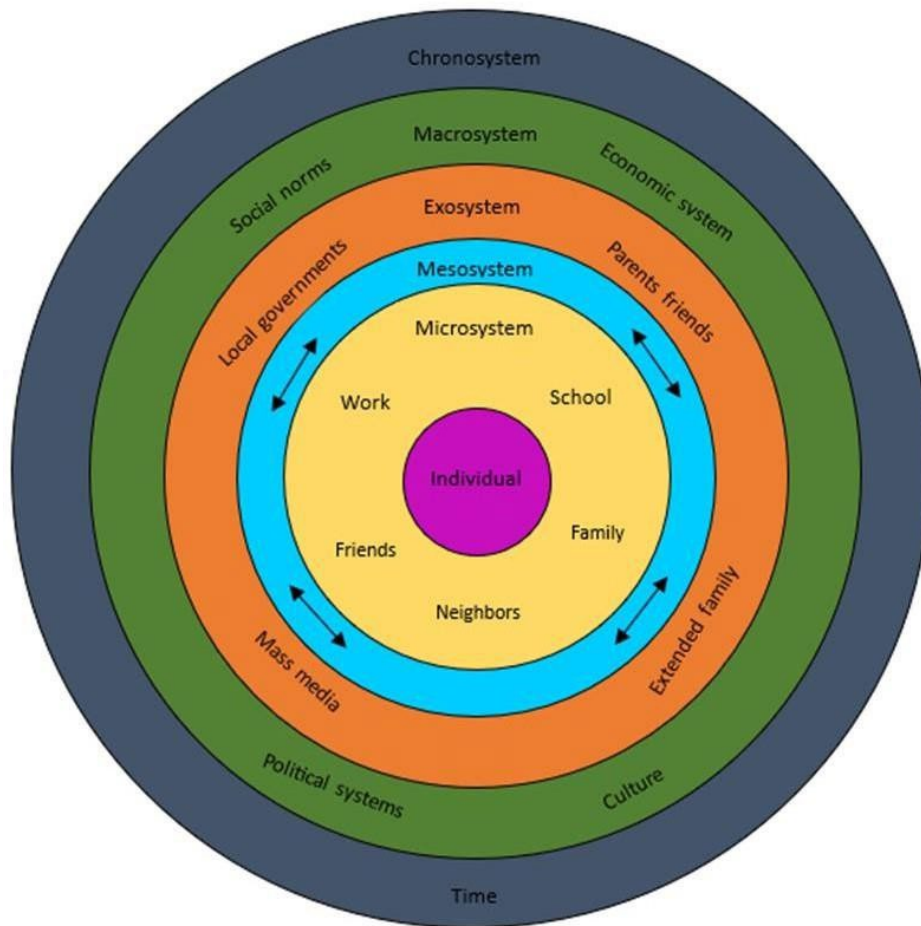 Chronosystem
Macrosystem
Social norms
Economic system
Exosystem
Local governments
Parents friends
Mesosystem
Microsystem
Work
School
Individual
Friends
Family
Neighbors
Mass media
Extended family
Political systems
Culture
Time